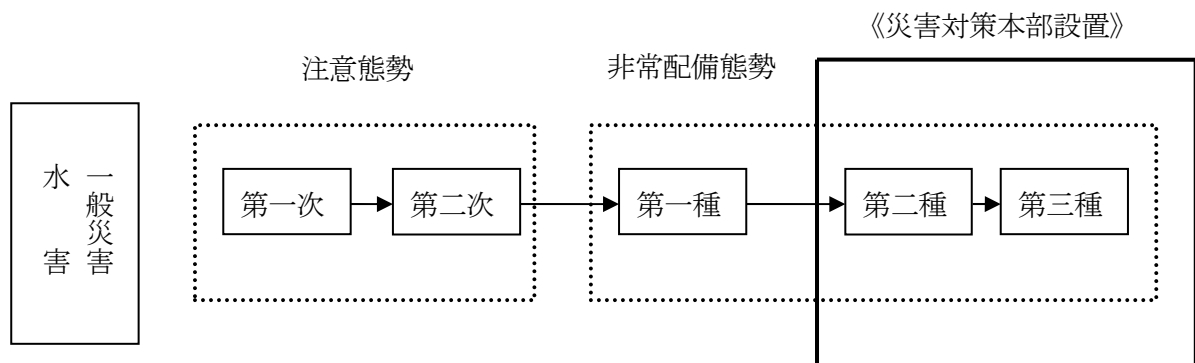 《災害対策本部設置》
注意態勢
非常配備態勢
一般災害
水 害
第一次
第二次
第一種
第二種
第三種